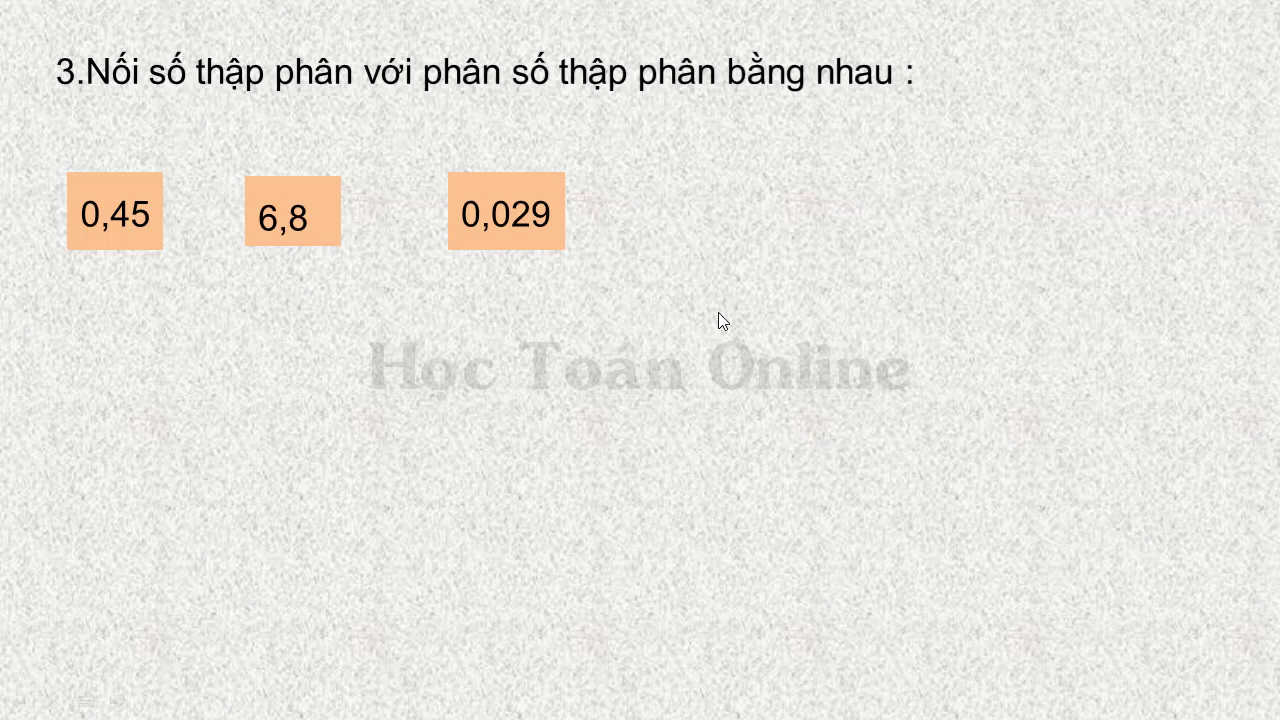 3.Nối số thập phân với phân số thập phân bằng nhau :
0,45 6,8 0,029
Học Toán Online